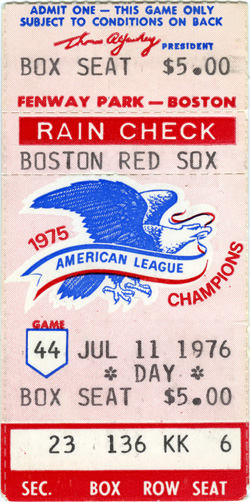 ADMIT ONE — THIS GAME ONLY
SUBJECT TO CONDITIONS ON BACK
PRESIDENT
BOX SEAT $5.00
FENWAY PARK — BOSTON
RAIN CHECK
BOSTON RED SOX
1975
AMERICAN LEAGUE
CHAMPIONS
GAME
44 JUL 11 1976
* DAY *
BOX SEAT $5.00
23 136 KK 6
SEC. BOX ROW SEAT